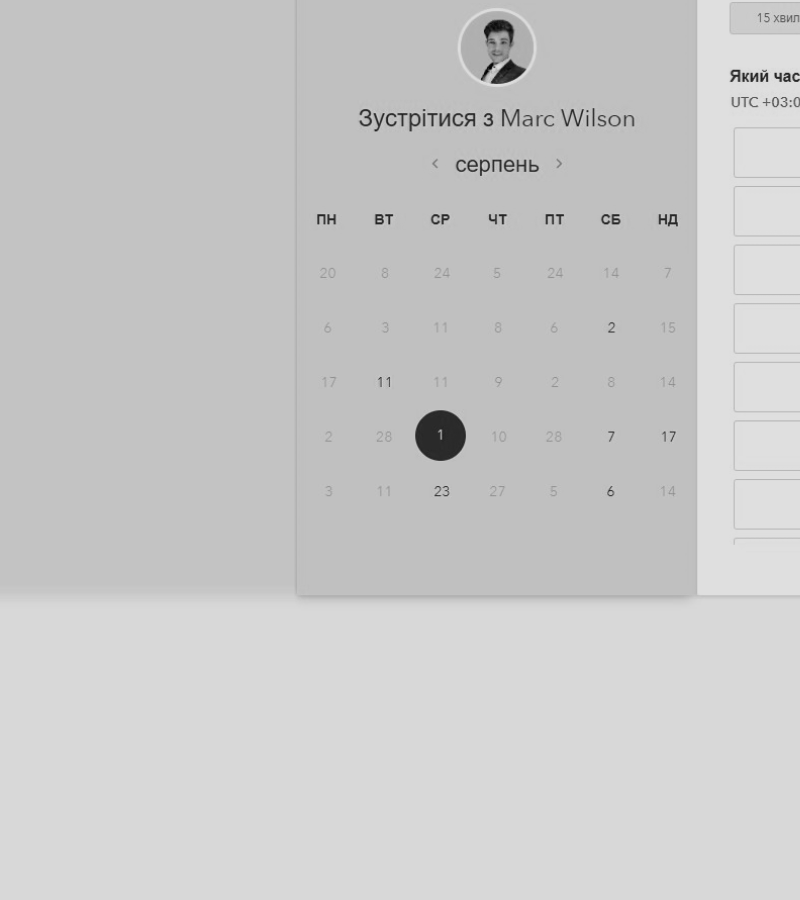 15 хвил
Зустрітися з Marc Wilson
Який час
UTC +03:0
‹ серпень ›
ПН ВТ СР ЧТ ПТ СБ НД
20 8 24 5 24 14 7
6 3 11 8 6 2 15
17 11 11 9 2 8 14
2 28 1 10 28 7 17
3 11 23 27 5 6 14